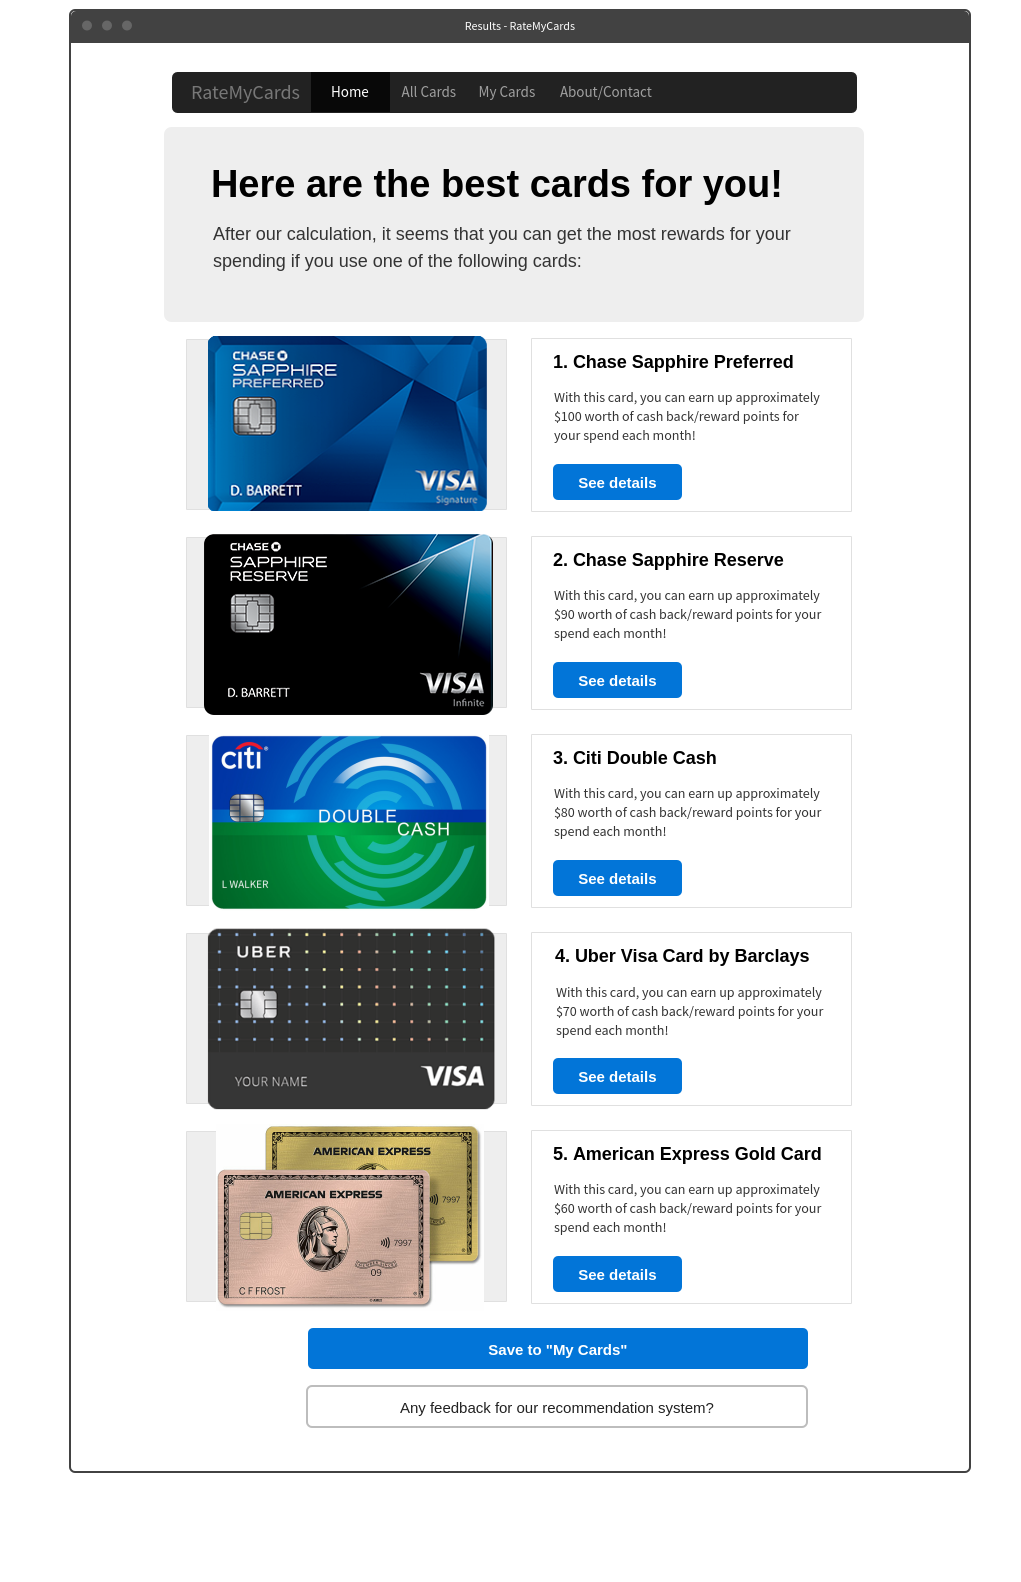 Results - RateMyCards
RateMyCards Home All Cards My Cards About/Contact
Here are the best cards for you!
After our calculation, it seems that you can get the most rewards for your
spending if you use one of the following cards:
CHASE
SAPPHIRE
PREFERRED
D. BARRETT
VISA
Signature
1. Chase Sapphire Preferred
With this card, you can earn up approximately
$100 worth of cash back/reward points for
your spend each month!
See details
CHASE
SAPPHIRE
RESERVE
D. BARRETT
VISA
Infinite
2. Chase Sapphire Reserve
With this card, you can earn up approximately
$90 worth of cash back/reward points for your
spend each month!
See details
citi®
DOUBLE
CASH
L WALKER
3. Citi Double Cash
With this card, you can earn up approximately
$80 worth of cash back/reward points for your
spend each month!
See details
UBER
YOUR NAME
VISA
4. Uber Visa Card by Barclays
With this card, you can earn up approximately
$70 worth of cash back/reward points for your
spend each month!
See details
AMERICAN EXPRESS
7997
AMERICAN EXPRESS
7997
09
C F FROST
5. American Express Gold Card
With this card, you can earn up approximately
$60 worth of cash back/reward points for your
spend each month!
See details
Save to "My Cards"
Any feedback for our recommendation system?